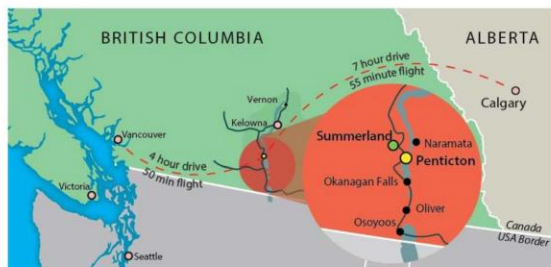 BRITISH COLUMBIA
ALBERTA
7 hour drive
55 minute flight
Vernon
Kelowna
Calgary
Vancouver
4 hour drive
50 min flight
Summerland
Naramata
Penticton
Okanagan Falls
Oliver
Osoyoos
Victoria
Seattle
Canada
USA Border